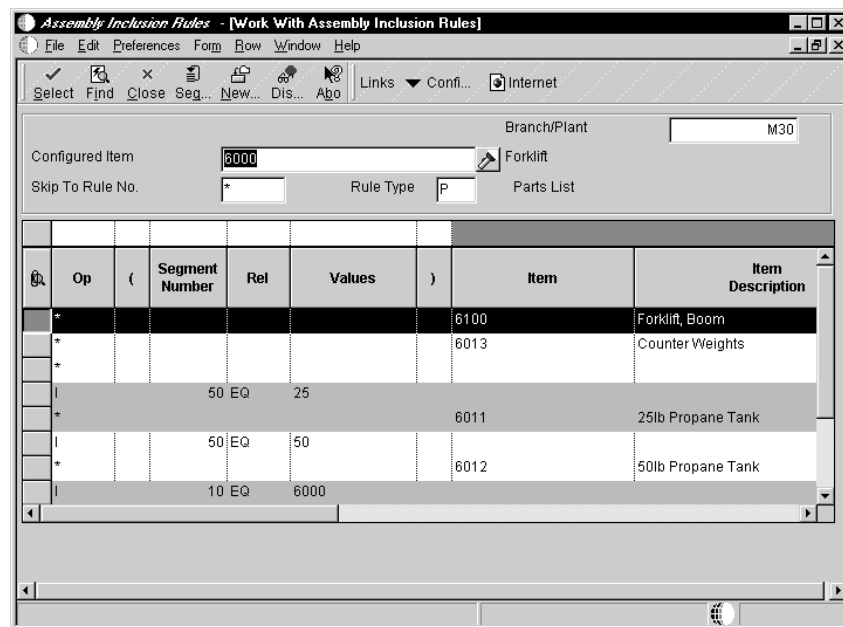 Assembly Inclusion Rules - [Work With Assembly Inclusion Rules]
File Edit Preferences Form Row Window Help
Select Find Close Seg... New... Dis... Abo Links Confi... Internet
Branch/Plant M30
Configured Item 6000 Forklift
Skip To Rule No. * Rule Type P Parts List
Op ( Segment Number Rel Values ) Item Item Description
* 6100 Forklift, Boom
* 6013 Counter Weights
*
I 50 EQ 25
* 6011 25lb Propane Tank
I 50 EQ 50
* 6012 50lb Propane Tank
I 10 EQ 6000